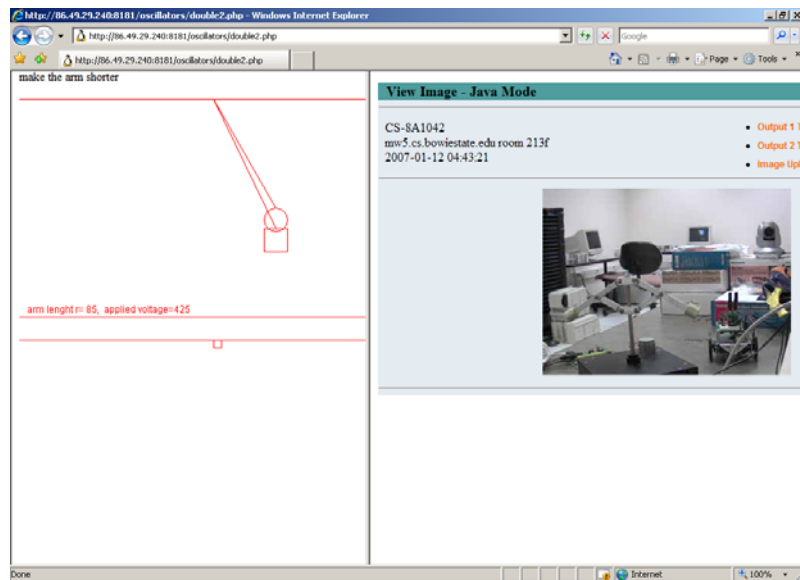 http://86.49.29.240:8181/oscillators/double2.php - Windows Internet Explorer
http://86.49.29.240:8181/oscillators/double2.php
Google
http://86.49.29.240:8181/oscillators/double2.php
Page
Tools
make the arm shorter
arm lenght r= 85, applied voltage=425
View Image - Java Mode
CS-8A1042
mw5.cs.bowiestate.edu room 213f
2007-01-12 04:43:21
Output 1 T
Output 2 T
Image Upl
Done
Internet
100%